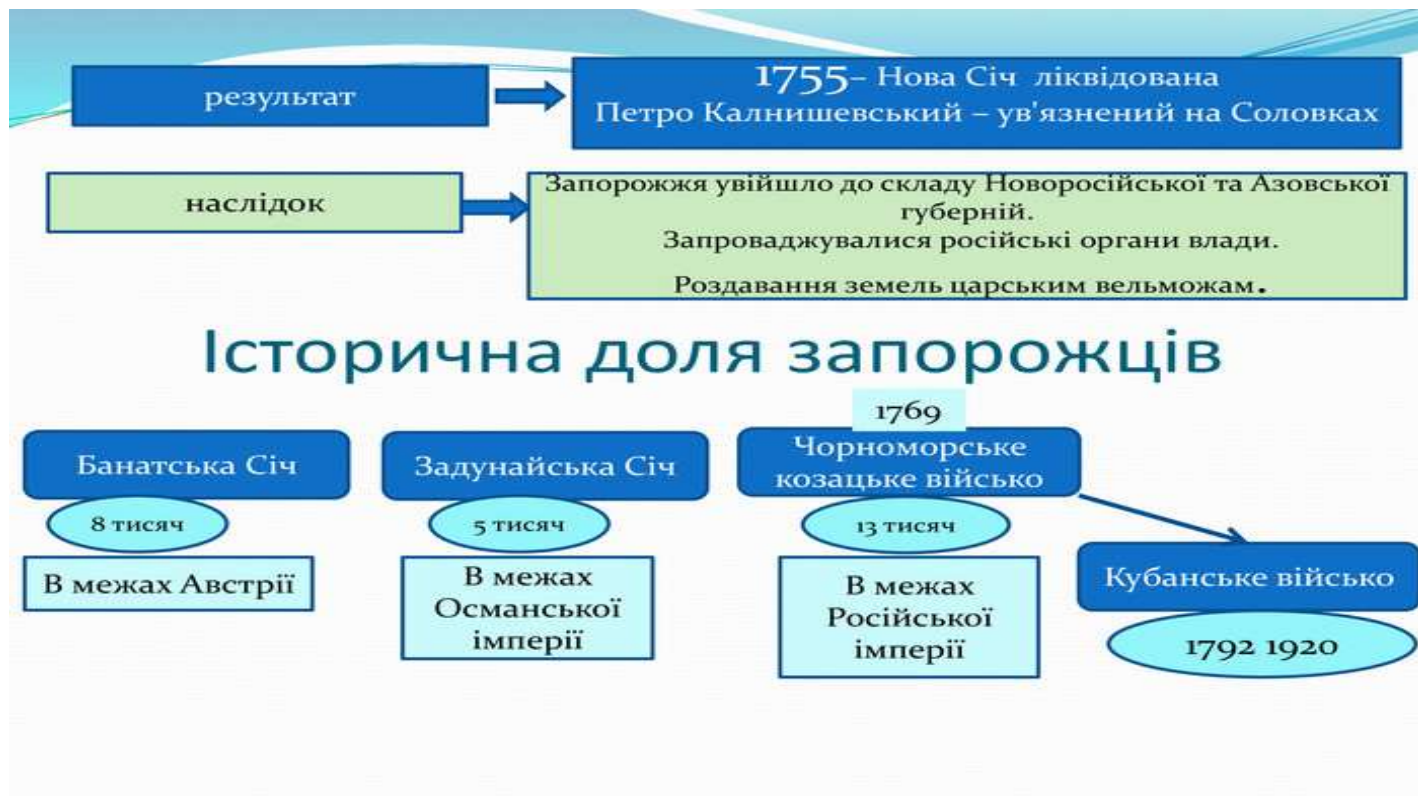 результат
1755– Нова Січ ліквідована
Петро Калнишевський – ув'язнений на Соловках
наслідок
Запорожжя увійшло до складу Новоросійської та Азовської
губерній.
Запроваджувалися російські органи влади.
Роздавання земель царським вельможам.
Історична доля запорожців
Банатська Січ
8 тисяч
В межах Австрії
Задунайська Січ
5 тисяч
В межах
Османської
імперії
1769
Чорноморське
козацьке військо
13 тисяч
В межах
Російської
імперії
Кубанське військо
1792 1920